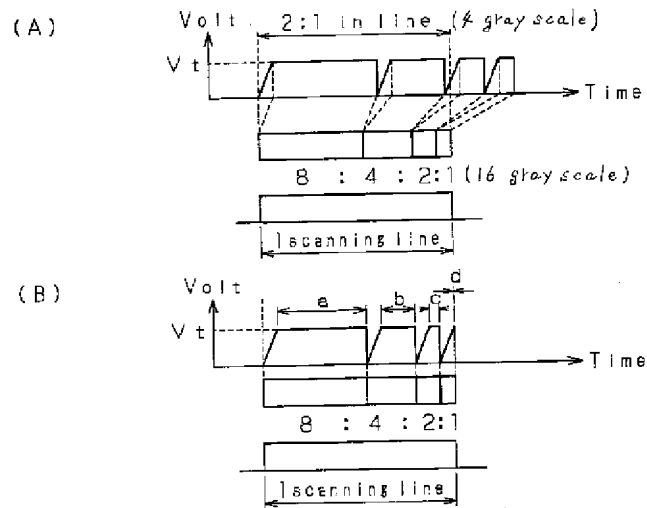 (A)
Volt. 2:1 in line (4 gray scale)
Vt
Time
8 : 4 : 2:1 (16 gray scale)
1scanning line
(B)
Volt
a b c d
Vt
Time
8 : 4 : 2:1
1scanning line